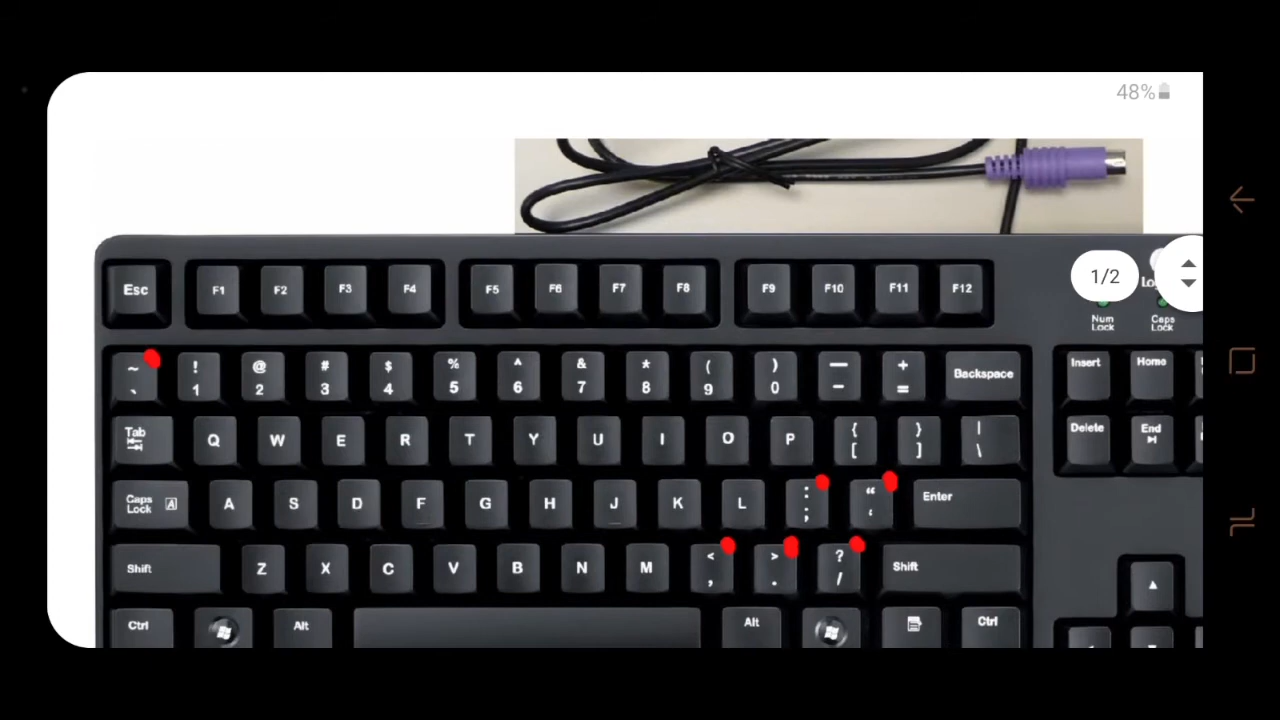 48%
1/2
Esc F1 F2 F3 F4 F5 F6 F7 F8 F9 F10 F11 F12
Num Lock
Caps Lock
~ ! @ # $ % ^ & * ( ) — +
` 1 2 3 4 5 6 7 8 9 0 - = Backspace
Insert Home
Tab Q W E R T Y U I O P { } |
[ ] \
Delete End
Caps Lock A A S D F G H J K L : “ Enter
; ‘
Shift Z X C V B N M < > ? Shift
, . /
Ctrl Alt Alt Ctrl